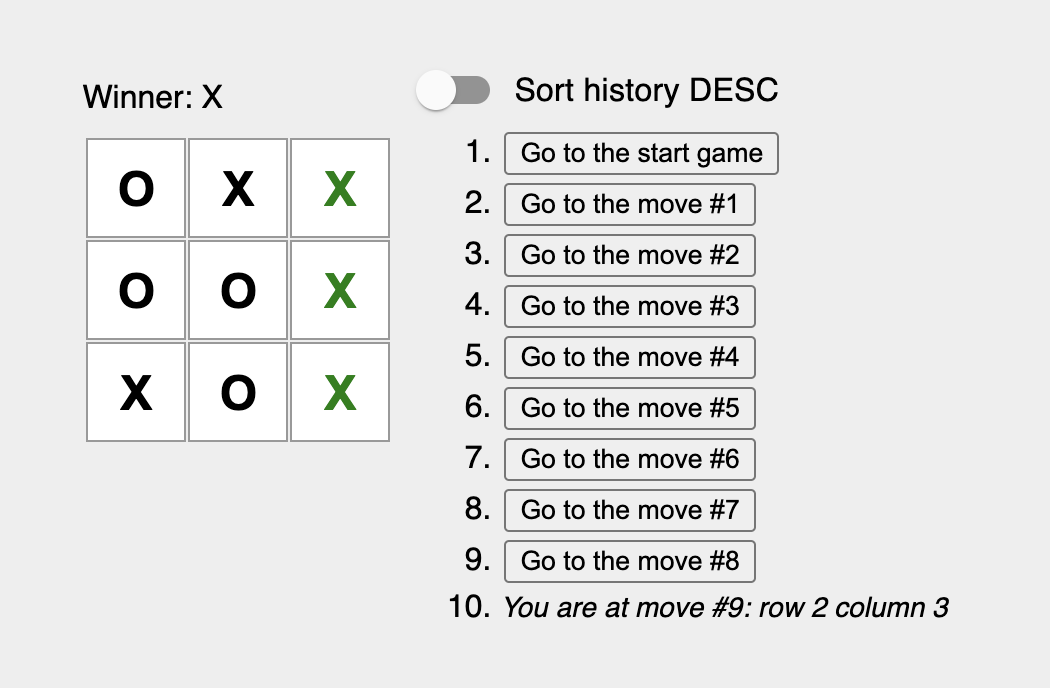 Winner: X
Sort history DESC
O X X
O O X
X O X
1. Go to the start game
2. Go to the move #1
3. Go to the move #2
4. Go to the move #3
5. Go to the move #4
6. Go to the move #5
7. Go to the move #6
8. Go to the move #7
9. Go to the move #8
10. You are at move #9: row 2 column 3